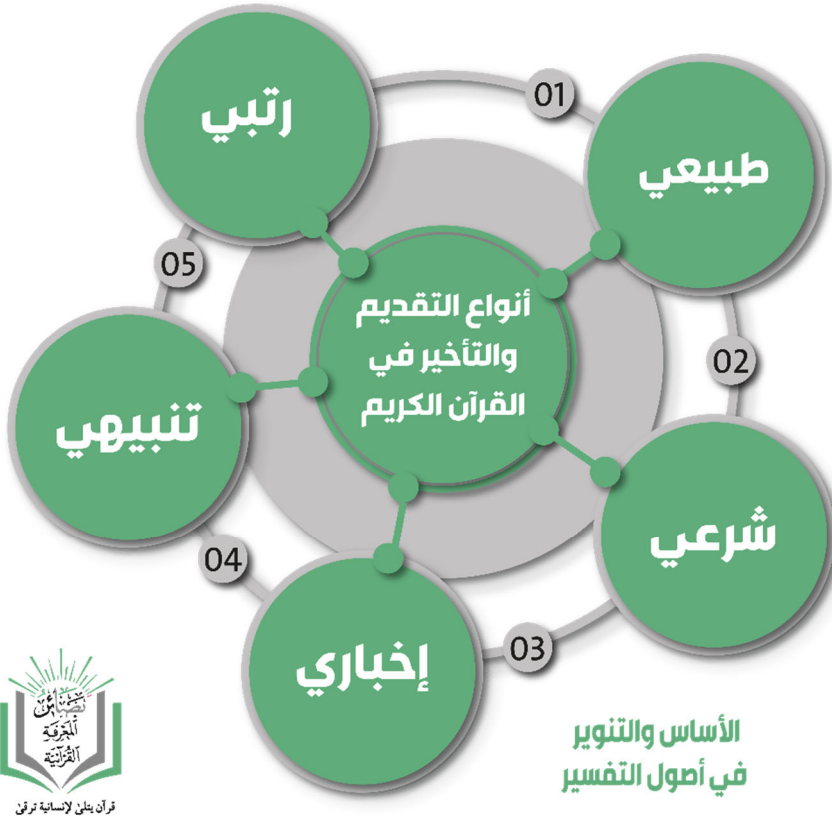 أنواع التقديم
والتأخير في
القرآن الكريم
01
طبيعي
02
شرعي
03
إخباري
04
تنبيهي
05
رتبي
الأساس والتنوير
في أصول التفسير
بصائر
المعرفة
القرآنية
قرآن يتلى لإنسانية ترقى